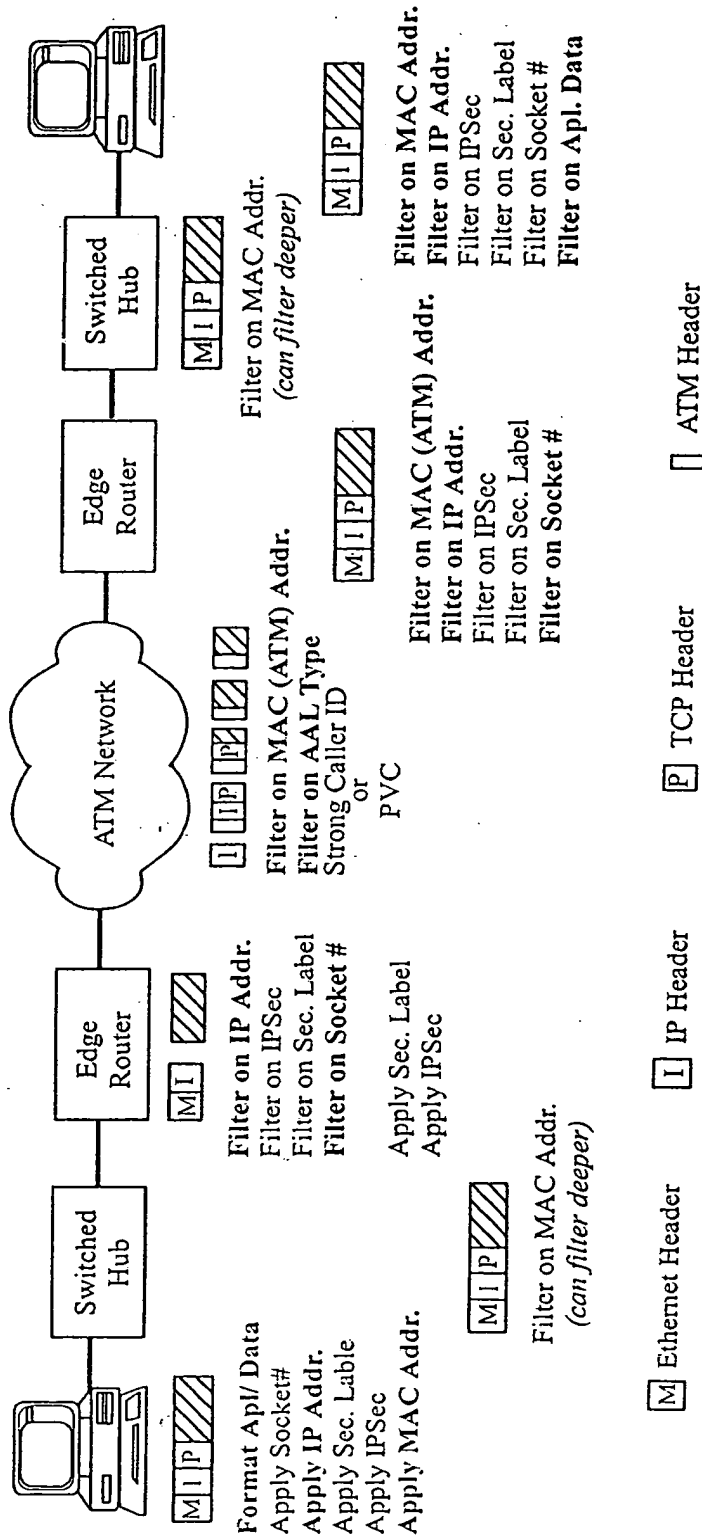 Switched
Hub
Edge
Router
ATM Network
Edge
Router
Switched
Hub
M I P
Format Apl/ Data
Apply Socket#
Apply IP Addr.
Apply Sec. Lable
Apply IPSec
Apply MAC Addr.
M I P
Filter on MAC Addr.
(can filter deeper)
M I
Filter on IP Addr.
Filter on IPSec
Filter on Sec. Label
Filter on Socket #
Apply Sec. Label
Apply IPSec
I IP P
Filter on MAC (ATM) Addr.
Filter on AAL Type
Strong Caller ID
or
PVC
M I P
Filter on MAC (ATM) Addr.
Filter on IP Addr.
Filter on IPSec
Filter on Sec. Label
Filter on Socket #
M I P
Filter on MAC Addr.
(can filter deeper)
M I P
Filter on MAC Addr.
Filter on IP Addr.
Filter on IPSec
Filter on Sec. Label
Filter on Socket #
Filter on Apl. Data
M Ethernet Header
I IP Header
P TCP Header
ATM Header